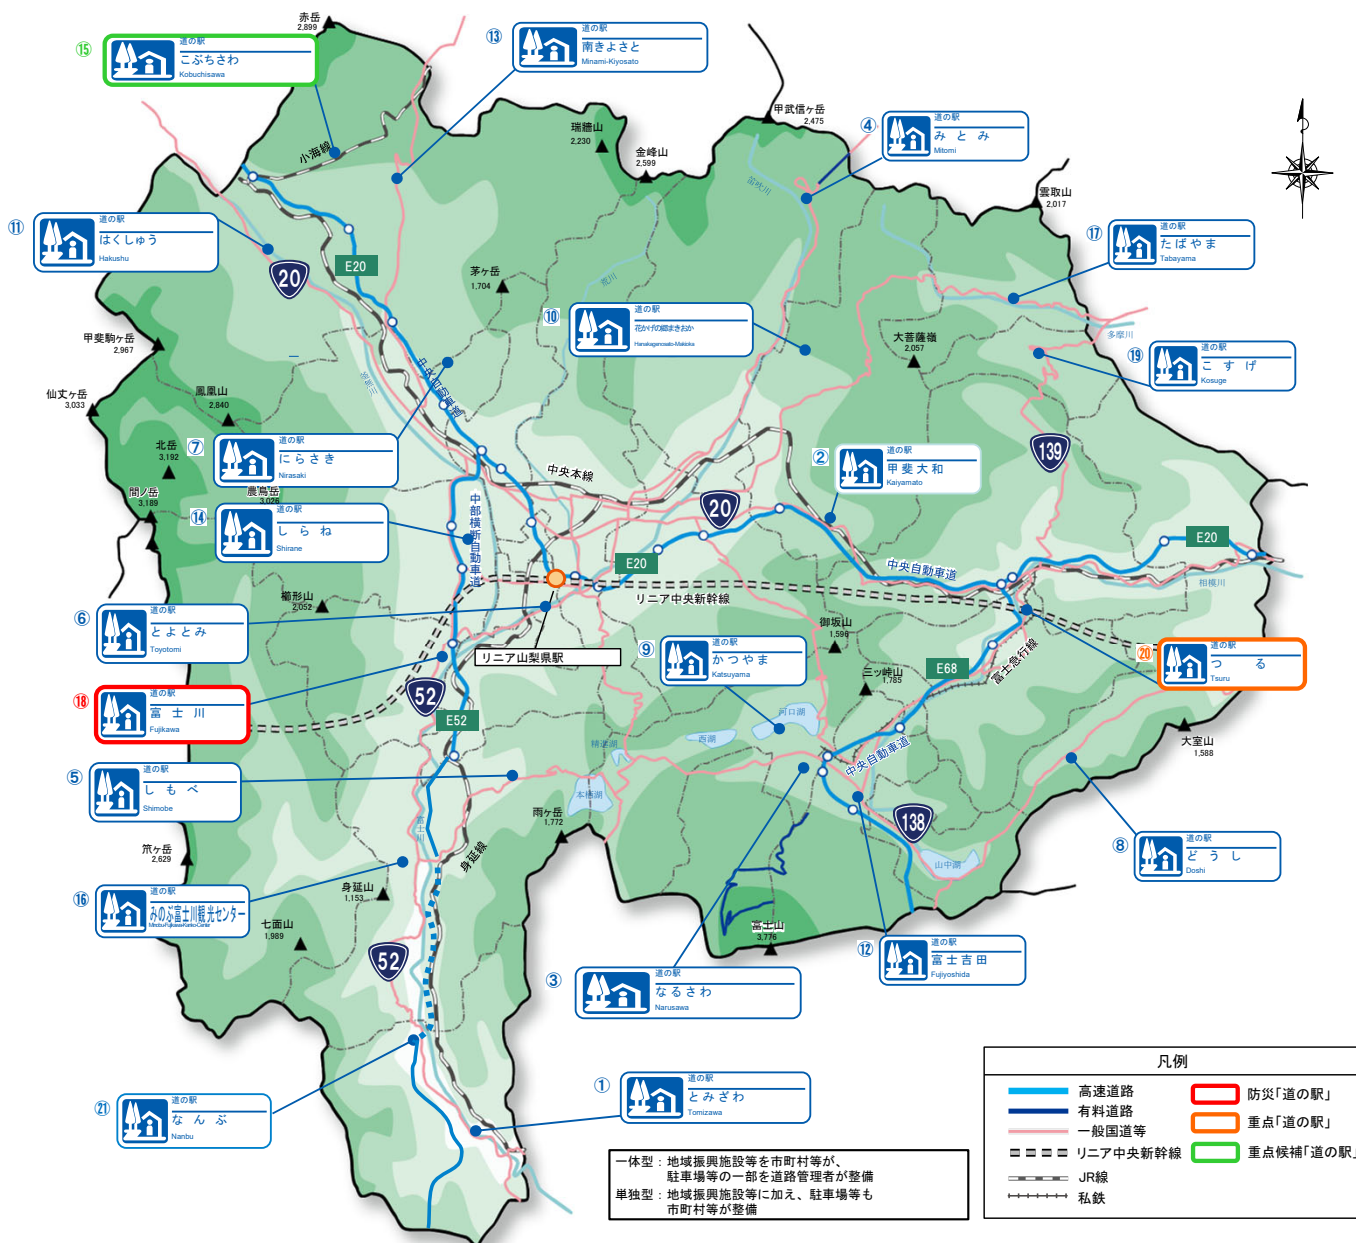 赤岳
2,899
⑮
道の駅
こぶちさわ
Kobuchisawa
⑬
道の駅
南きよさと
Minami-Kiyosato
甲武信ヶ岳
2,475
④
道の駅
みとみ
Mitomi
瑞牆山
2,230
金峰山
2,599
小海線
笛吹川
雲取山
2,017
⑪
道の駅
はくしゅう
Hakushu
⑰
道の駅
たばやま
Tabayama
20
E20
茅ヶ岳
1,704
荒川
⑩
道の駅
花かげの郷まきおか
Hanakagenosato-Makioka
多摩川
大菩薩嶺
2,057
⑲
道の駅
こすげ
Kosuge
甲斐駒ヶ岳
2,967
中央自動車道
仙丈ヶ岳
3,033
鳳凰山
2,840
北岳
3,192
⑦
道の駅
にらさき
Nirasaki
②
道の駅
甲斐大和
Kaiyamato
139
中央本線
間ノ岳
3,189
農鳥岳
3,026
⑭
道の駅
しらね
Shirane
中部横断自動車道
20
E20
E20
中央自動車道
相模川
櫛形山
2,052
リニア中央新幹線
⑥
道の駅
とよとみ
Toyotomi
リニア山梨県駅
御坂山
1,596
⑨
道の駅
かつやま
Katsuyama
富士急行線
⑳
道の駅
つる
Tsuru
三ッ峠山
1,785
E68
⑱
道の駅
富士川
Fujikawa
52
E52
河口湖
西湖
精進湖
大室山
1,588
⑤
道の駅
しもべ
Shimobe
中央自動車道
本栖湖
富士川
雨ヶ岳
1,772
138
⑧
道の駅
どうし
Doshi
笊ヶ岳
2,629
身延線
山中湖
⑯
道の駅
みのぶ富士川観光センター
Minobu-Fujikawa-Kanko-Center
身延山
1,153
七面山
1,989
52
富士山
3,776
⑫
道の駅
富士吉田
Fujiyoshida
③
道の駅
なるさわ
Narusawa
㉑
道の駅
なんぶ
Nanbu
①
道の駅
とみざわ
Tomizawa
一体型：地域振興施設等を市町村等が、
駐車場等の一部を道路管理者が整備
単独型：地域振興施設等に加え、駐車場等も
市町村等が整備
凡例
高速道路
有料道路
一般国道等
リニア中央新幹線
JR線
私鉄
防災「道の駅」
重点「道の駅」
重点候補「道の駅」